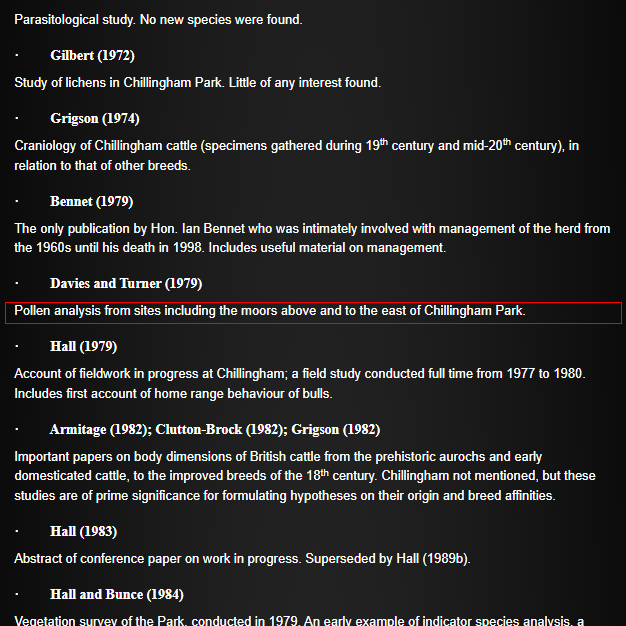 Parasitological study. No new species were found.
· Gilbert (1972)
Study of lichens in Chillingham Park. Little of any interest found.
· Grigson (1974)
Craniology of Chillingham cattle (specimens gathered during 19th century and mid-20th century), in
relation to that of other breeds.
· Bennet (1979)
The only publication by Hon. Ian Bennet who was intimately involved with management of the herd from
the 1960s until his death in 1998. Includes useful material on management.
· Davies and Turner (1979)
Pollen analysis from sites including the moors above and to the east of Chillingham Park.
· Hall (1979)
Account of fieldwork in progress at Chillingham; a field study conducted full time from 1977 to 1980.
Includes first account of home range behaviour of bulls.
· Armitage (1982); Clutton-Brock (1982); Grigson (1982)
Important papers on body dimensions of British cattle from the prehistoric aurochs and early
domesticated cattle, to the improved breeds of the 18th century. Chillingham not mentioned, but these
studies are of prime significance for formulating hypotheses on their origin and breed affinities.
· Hall (1983)
Abstract of conference paper on work in progress. Superseded by Hall (1989b).
· Hall and Bunce (1984)
Vegetation survey of the Park, conducted in 1979. An early example of indicator species analysis, a